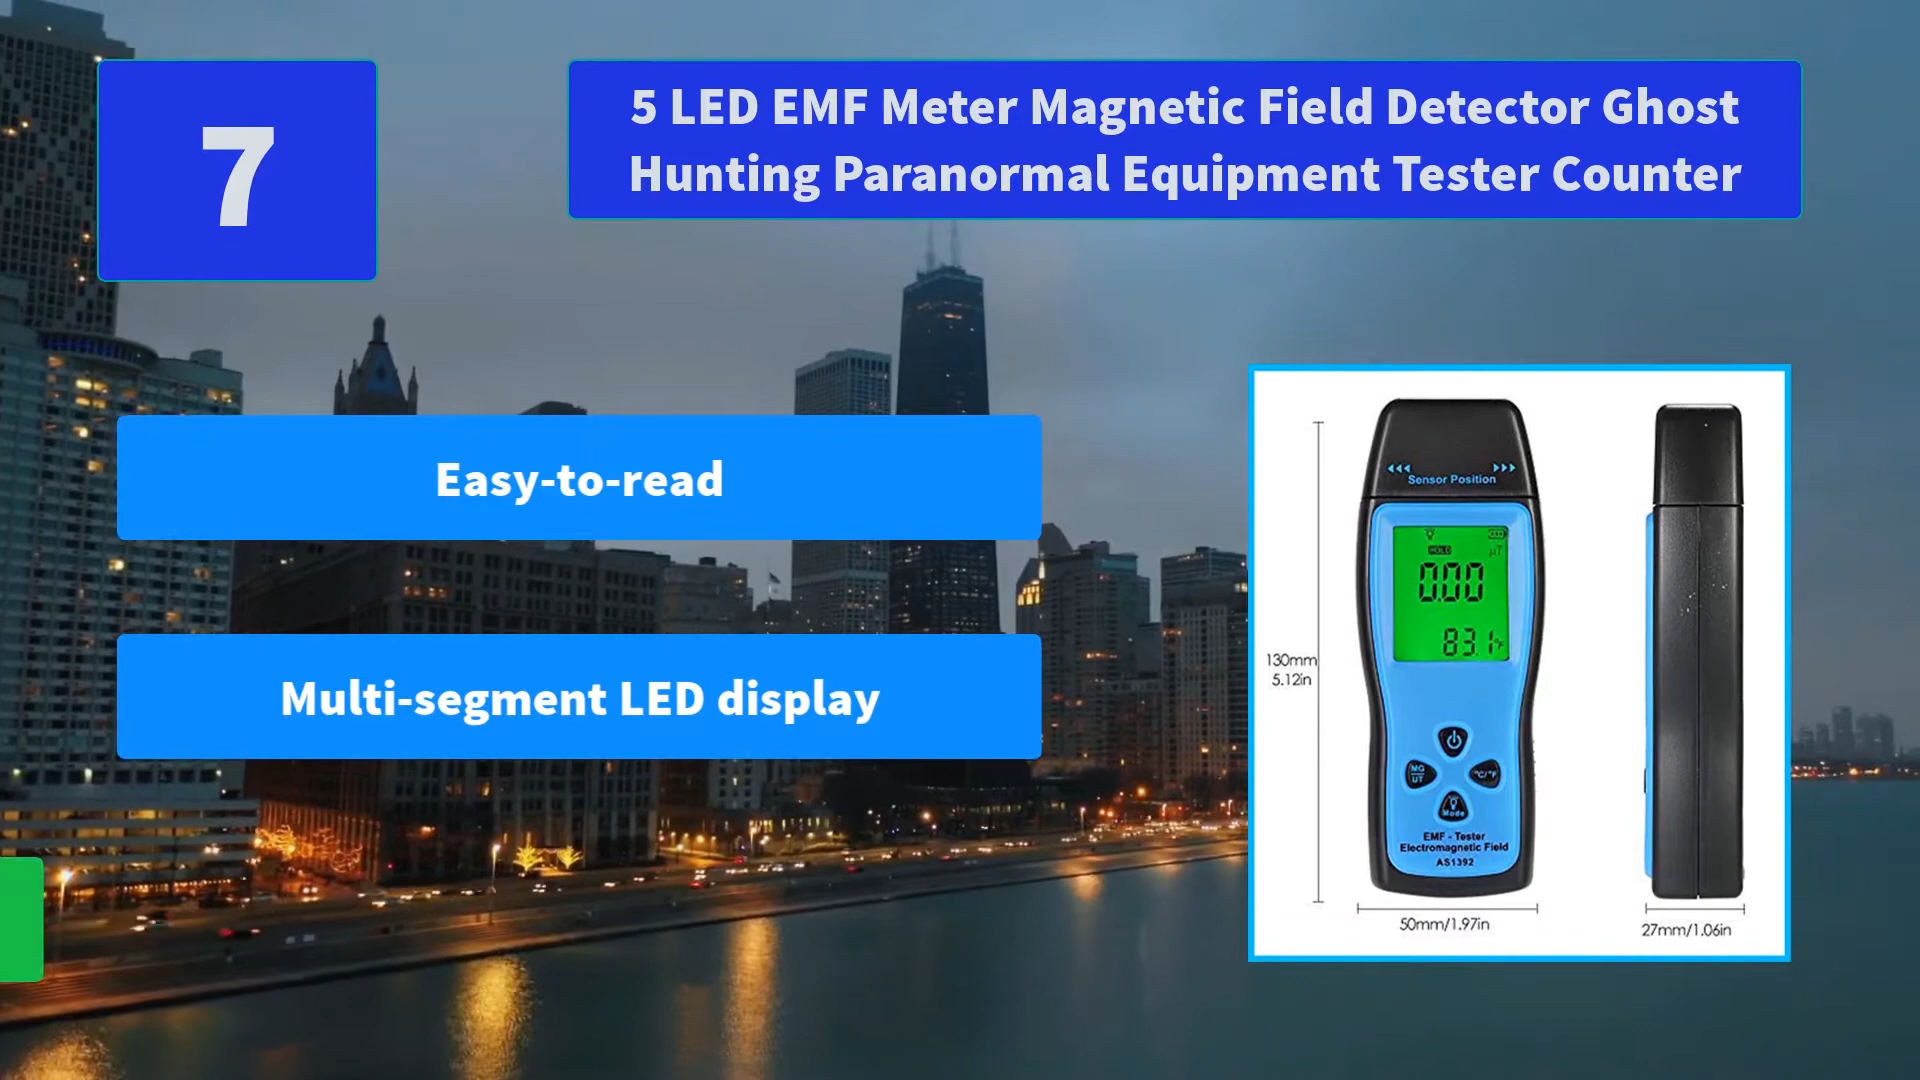 7
5 LED EMF Meter Magnetic Field Detector Ghost
Hunting Paranormal Equipment Tester Counter
Easy-to-read
Multi-segment LED display
Sensor Position
HOLD
µT
0.00
83.1°F
130mm
5.12in
MG
UT
°C/°F
Mode
EMF - Tester
Electromagnetic Field
AS1392
50mm/1.97in
27mm/1.06in